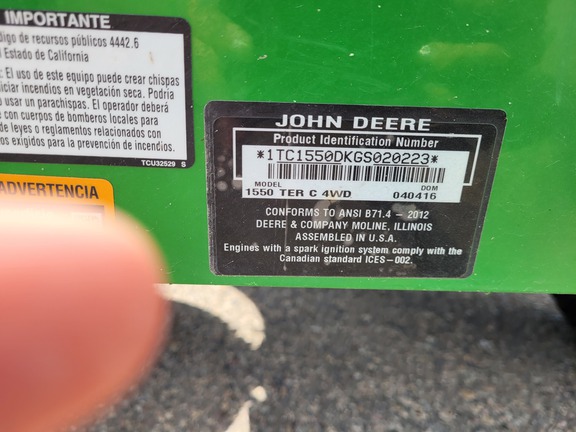 IMPORTANTE
digo de recursos públicos 4442.6
Estado de California
: El uso de este equipo puede crear chispas
iciar incendios en vegetación seca. Podría
usar un parachispas. El operador deberá
con cuerpos de bomberos locales para
de leyes o reglamentos relacionados con
exigidos para la prevención de incendios.
TCU32529 S
ADVERTENCIA
JOHN DEERE
Product Identification Number
*1TC1550DKGS020223*
MODEL DOM
1550 TER C 4WD 040416
CONFORMS TO ANSI B71.4 - 2012
DEERE & COMPANY MOLINE, ILLINOIS
ASSEMBLED IN U.S.A.
Engines with a spark ignition system comply with the
Canadian standard ICES-002.